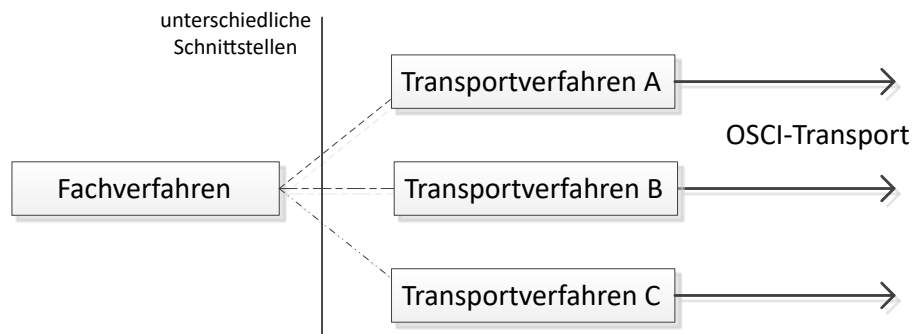 unterschiedliche
Schnittstellen
Transportverfahren A
OSCI-Transport
Fachverfahren
Transportverfahren B
Transportverfahren C